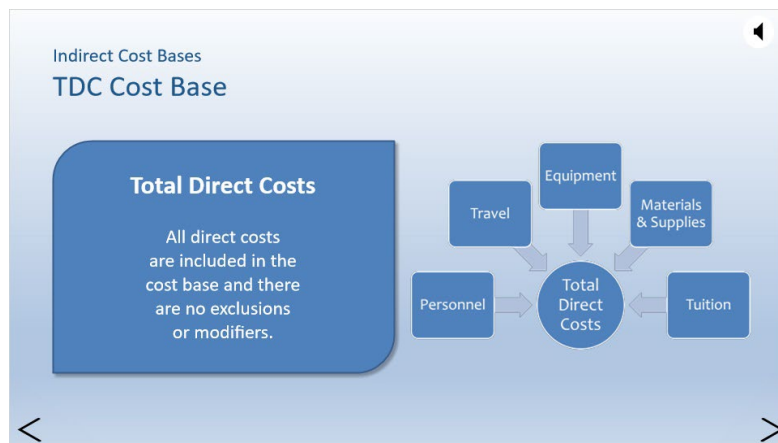 Indirect Cost Bases
TDC Cost Base
Total Direct Costs
All direct costs
are included in the
cost base and there
are no exclusions
or modifiers.
Equipment
Travel
Materials
& Supplies
Personnel
Total
Direct
Costs
Tuition